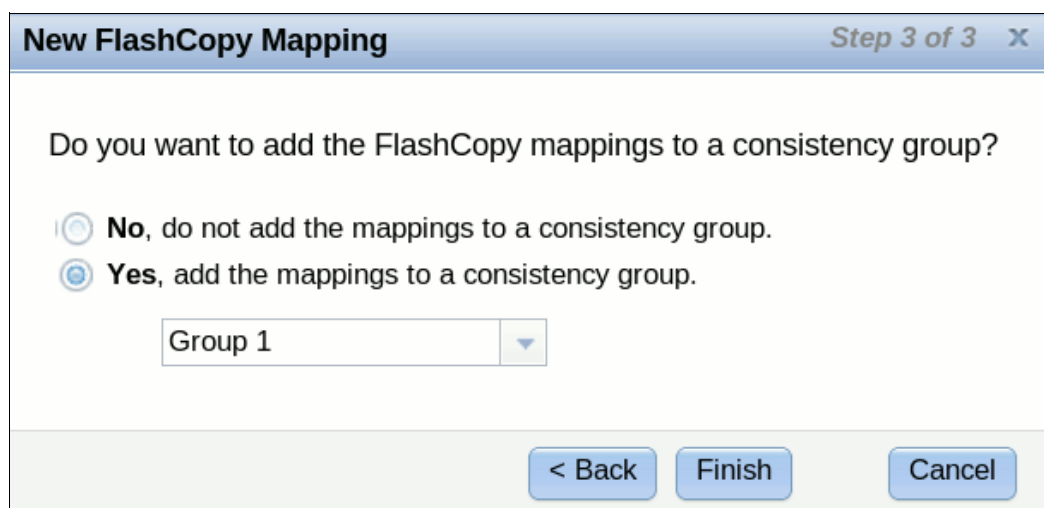 New FlashCopy Mapping Step 3 of 3 x
Do you want to add the FlashCopy mappings to a consistency group?
No, do not add the mappings to a consistency group.
Yes, add the mappings to a consistency group.
Group 1
< Back Finish Cancel